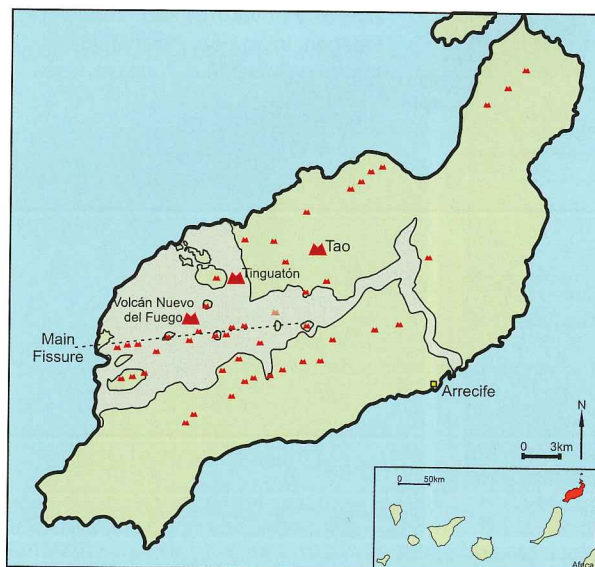 Tao
Tinguatón
Volcán Nuevo
del Fuego
Main
Fissure
Arrecife
N
0 3km
0 50km
Africa